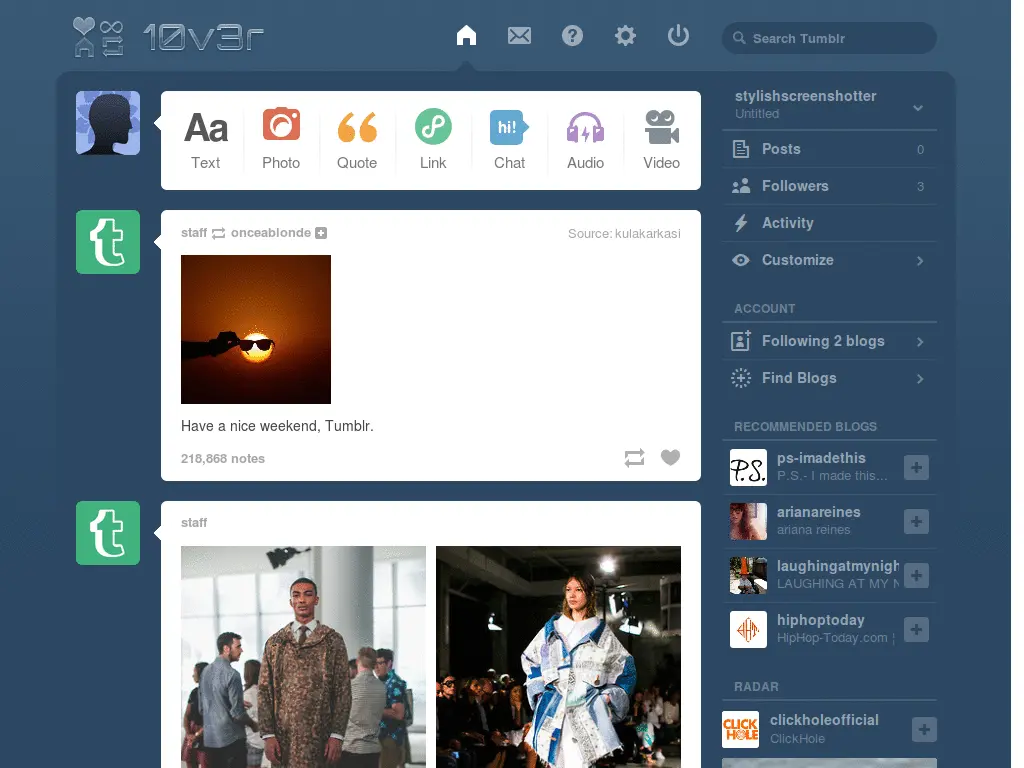 10v3r
Search Tumblr
Aa
hi!
Text
Photo
Quote
Link
Chat
Audio
Video
staff onceablonde
Source: kulakarkasi
Have a nice weekend, Tumblr.
218,868 notes
staff
stylishscreenshotter
Untitled
Posts 0
Followers 3
Activity
Customize
ACCOUNT
Following 2 blogs
Find Blogs
RECOMMENDED BLOGS
P.S.
ps-imadethis
P.S.- I made this...
arianareines
ariana reines
laughingatmynigh
LAUGHING AT MY N
hiphoptoday
HipHop-Today.com |
RADAR
CLICK
HOLE
clickholeofficial
ClickHole